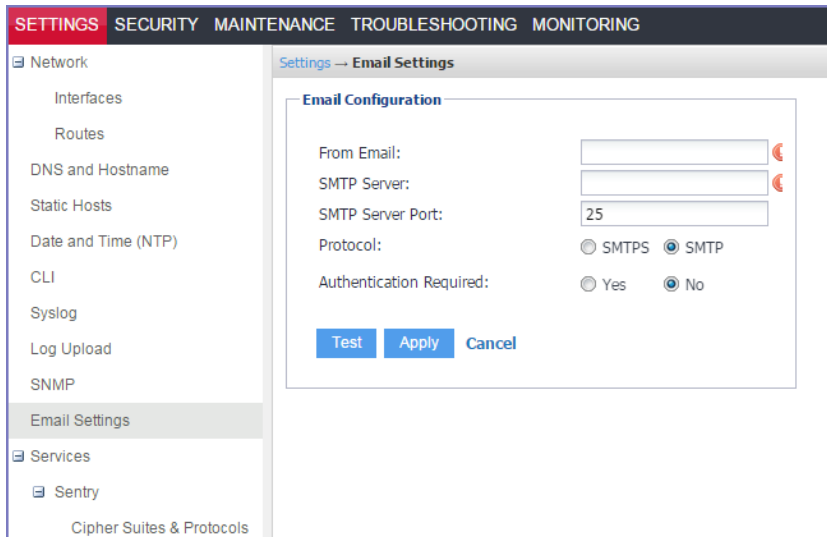 SETTINGS SECURITY MAINTENANCE TROUBLESHOOTING MONITORING
Network
Interfaces
Routes
DNS and Hostname
Static Hosts
Date and Time (NTP)
CLI
Syslog
Log Upload
SNMP
Email Settings
Services
Sentry
Cipher Suites & Protocols
Settings → Email Settings
Email Configuration
From Email:
SMTP Server:
SMTP Server Port: 25
Protocol: SMTPS SMTP
Authentication Required: Yes No
Test Apply Cancel